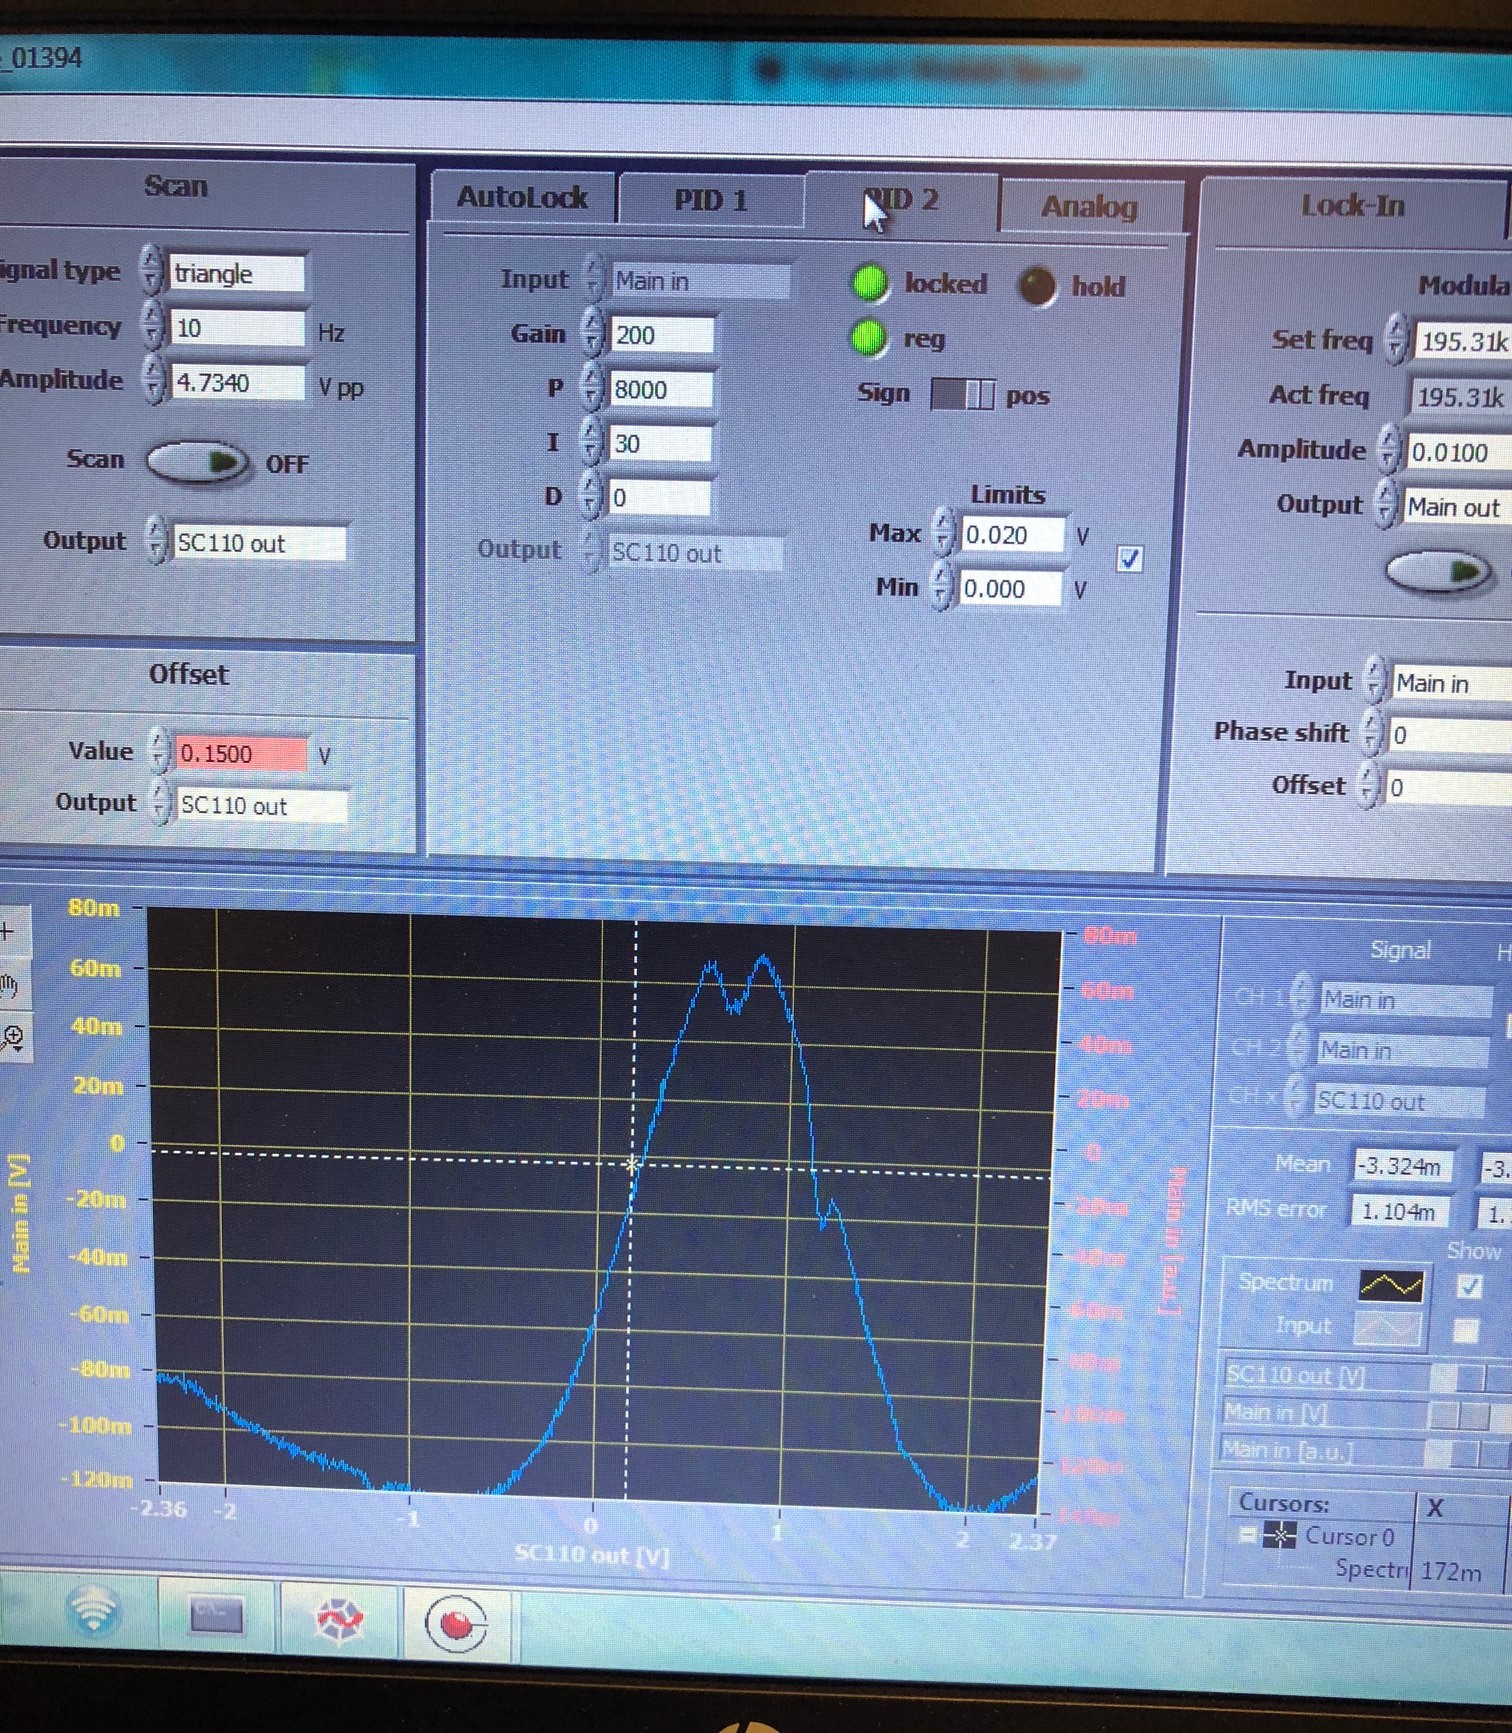 _01394
Scan
AutoLock
PID 1
PID 2
Analog
Lock-In
ignal type
triangle
Frequency
10
Hz
Amplitude
4.7340
V pp
Scan
OFF
Output
SC110 out
Offset
Value
0.1500
V
Output
SC110 out
Input
Main in
Gain
200
P
8000
I
30
D
0
Output
SC110 out
locked
hold
reg
Sign
pos
Limits
Max
0.020
V
Min
0.000
V
Modula
Set freq
195.31k
Act freq
195.31k
Amplitude
0.0100
Output
Main out
Input
Main in
Phase shift
0
Offset
0
80m
60m
40m
20m
0
-20m
-40m
-60m
-80m
-100m
-120m
Main in [V]
-2.36
-2
-1
0
1
2
2.37
SC110 out [V]
80m
60m
40m
20m
0
Main in [a.u.]
Signal
H
CH 1
Main in
CH 2
Main in
CH X
SC110 out
Mean
-3.324m
-3.
RMS error
1.104m
1.
Show
Spectrum
Input
SC110 out [V]
Main in [V]
Main in [a.u.]
Cursors:
X
Cursor 0
Spectr
172m